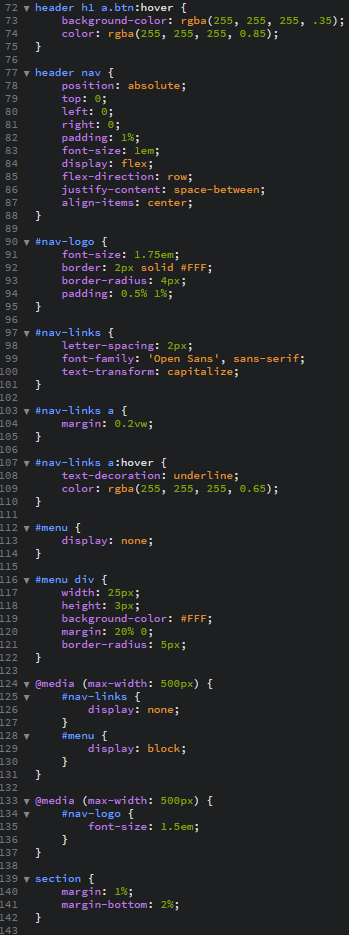 72 header h1 a.btn:hover {
73 background-color: rgba(255, 255, 255, .35);
74 color: rgba(255, 255, 255, 0.85);
75 }
76
77 header nav {
78 position: absolute;
79 top: 0;
80 left: 0;
81 right: 0;
82 padding: 1%;
83 font-size: 1em;
84 display: flex;
85 flex-direction: row;
86 justify-content: space-between;
87 align-items: center;
88 }
89
90 #nav-logo {
91 font-size: 1.75em;
92 border: 2px solid #FFF;
93 border-radius: 4px;
94 padding: 0.5% 1%;
95 }
96
97 #nav-links {
98 letter-spacing: 2px;
99 font-family: 'Open Sans', sans-serif;
100 text-transform: capitalize;
101 }
102
103 #nav-links a {
104 margin: 0.2vw;
105 }
106
107 #nav-links a:hover {
108 text-decoration: underline;
109 color: rgba(255, 255, 255, 0.65);
110 }
111
112 #menu {
113 display: none;
114 }
115
116 #menu div {
117 width: 25px;
118 height: 3px;
119 background-color: #FFF;
120 margin: 20% 0;
121 border-radius: 5px;
122 }
123
124 @media (max-width: 500px) {
125 #nav-links {
126 display: none;
127 }
128 #menu {
129 display: block;
130 }
131 }
132
133 @media (max-width: 500px) {
134 #nav-logo {
135 font-size: 1.5em;
136 }
137 }
138
139 section {
140 margin: 1%;
141 margin-bottom: 2%;
142 }
143